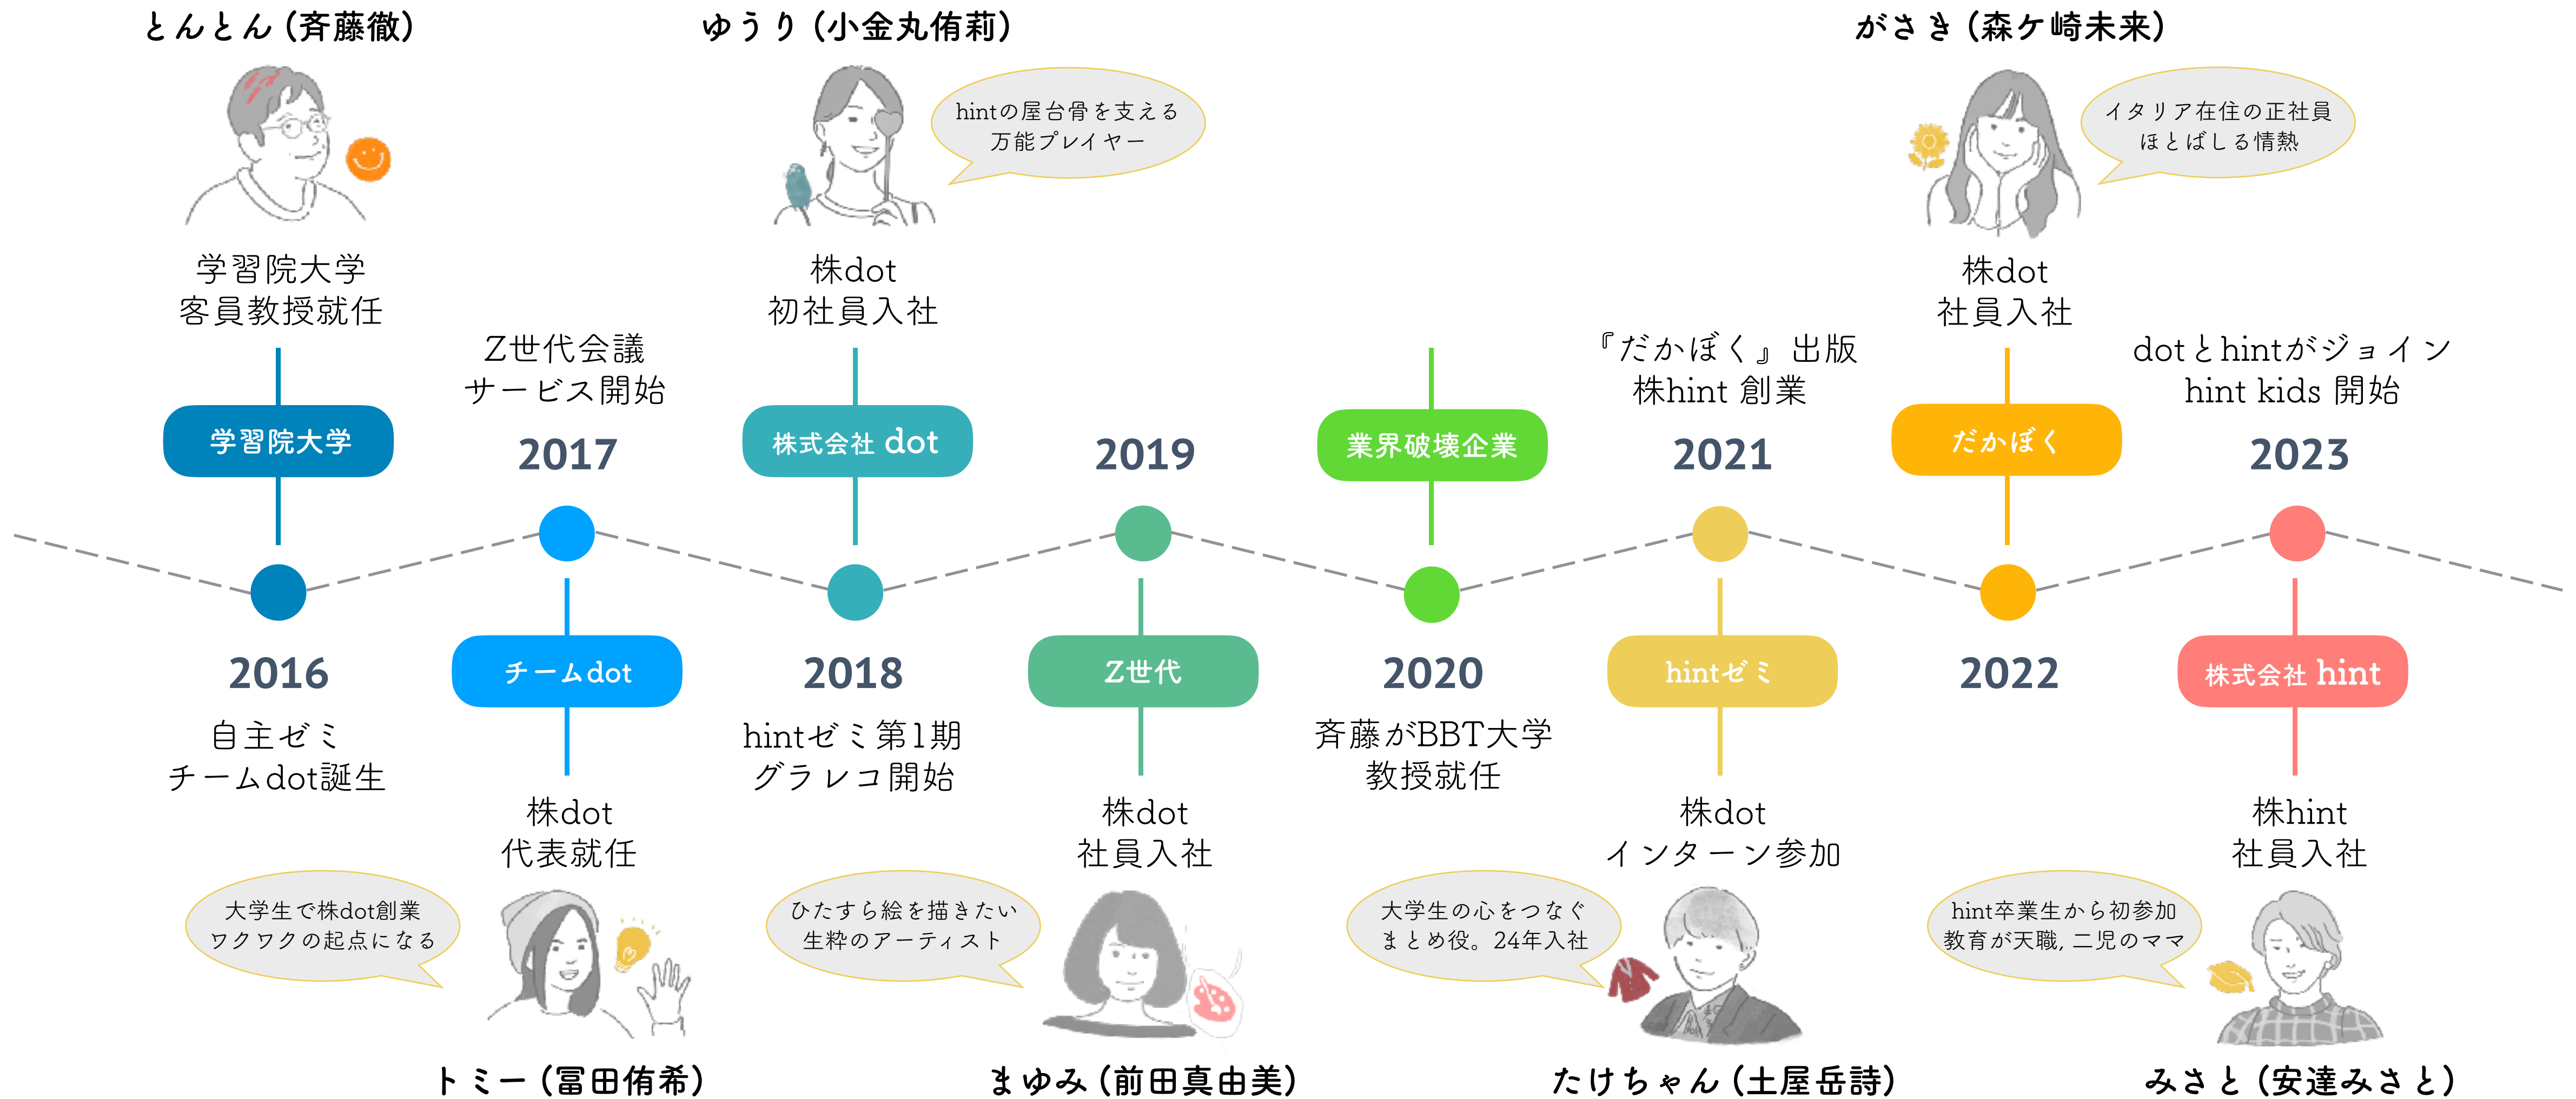 とんとん (斉藤徹)
学習院大学
客員教授就任
学習院大学
2016
自主ゼミ
チームdot誕生
Z世代会議
サービス開始
2017
チームdot
株dot
代表就任
大学生で株dot創業
ワクワクの起点になる
トミー (冨田侑希)
ゆうり (小金丸侑莉)
hintの屋台骨を支える
万能プレイヤー
株dot
初社員入社
株式会社 dot
2018
hintゼミ第1期
グラレコ開始
2019
Z世代
株dot
社員入社
ひたすら絵を描きたい
生粋のアーティスト
まゆみ (前田真由美)
業界破壊企業
2020
斉藤がBBT大学
教授就任
『だかぼく』出版
株hint 創業
2021
hintゼミ
株dot
インターン参加
大学生の心をつなぐ
まとめ役。24年入社
たけちゃん (土屋岳詩)
がさき (森ケ崎未来)
イタリア在住の正社員
ほとばしる情熱
株dot
社員入社
だかぼく
2022
dotとhintがジョイン
hint kids 開始
2023
株式会社 hint
株hint
社員入社
hint卒業生から初参加
教育が天職, 二児のママ
みさと (安達みさと)